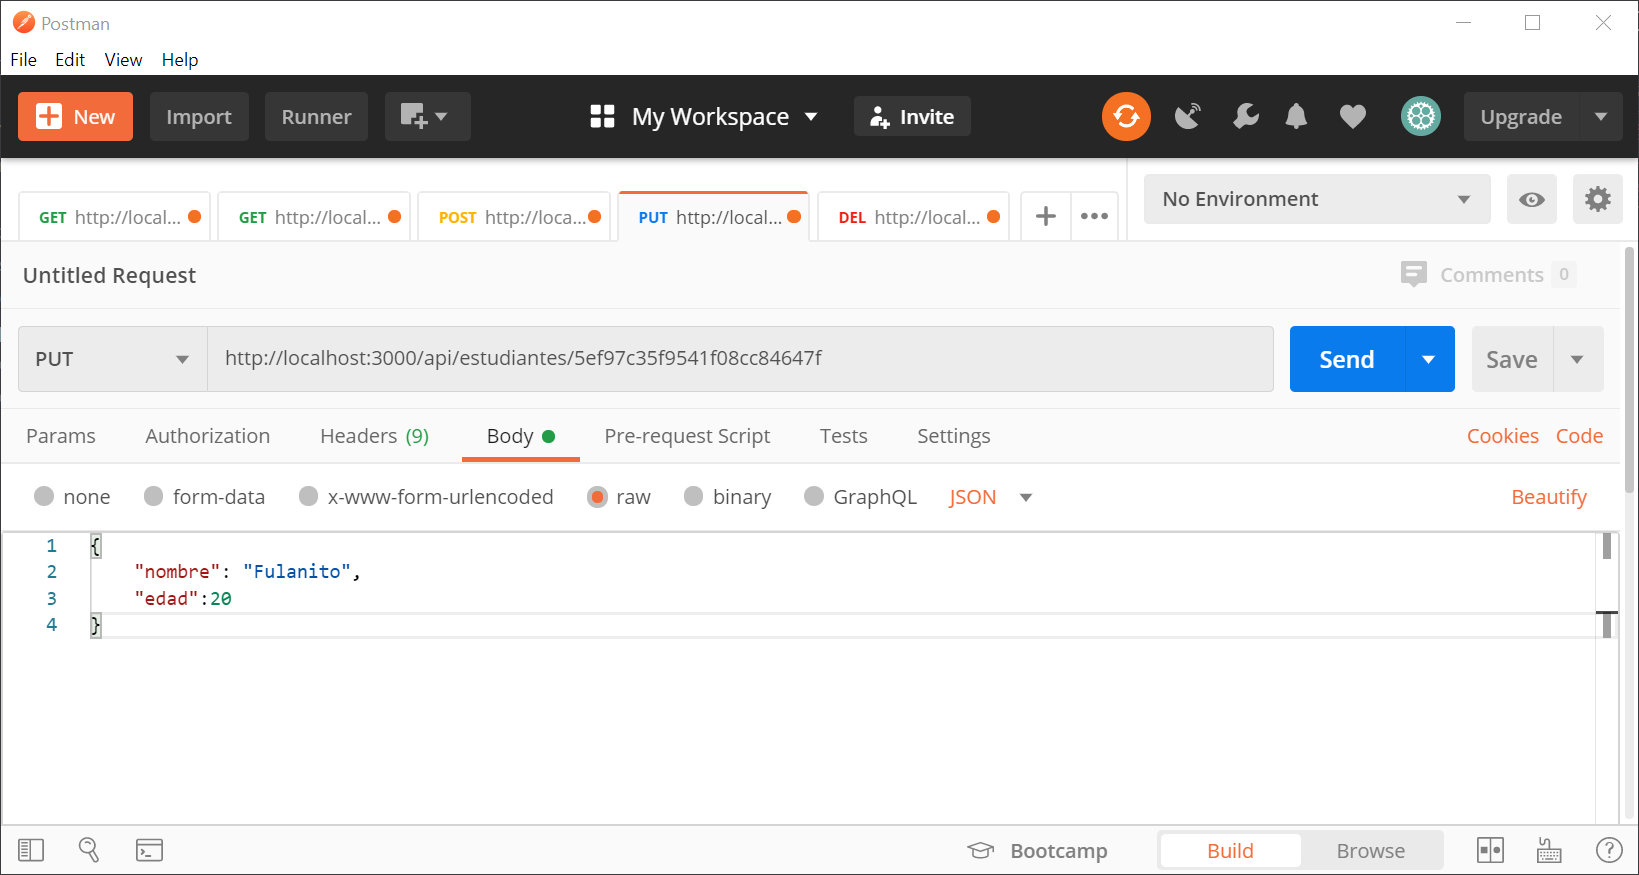 Postman
File Edit View Help
New Import Runner My Workspace Invite Upgrade
GET http://local... GET http://local... POST http://loca... PUT http://local... DEL http://local... No Environment
Untitled Request Comments 0
PUT http://localhost:3000/api/estudiantes/5ef97c35f9541f08cc84647f Send Save
Params Authorization Headers (9) Body Pre-request Script Tests Settings Cookies Code
none form-data x-www-form-urlencoded raw binary GraphQL JSON Beautify
1 {
2 "nombre": "Fulanito",
3 "edad":20
4 }
Bootcamp Build Browse